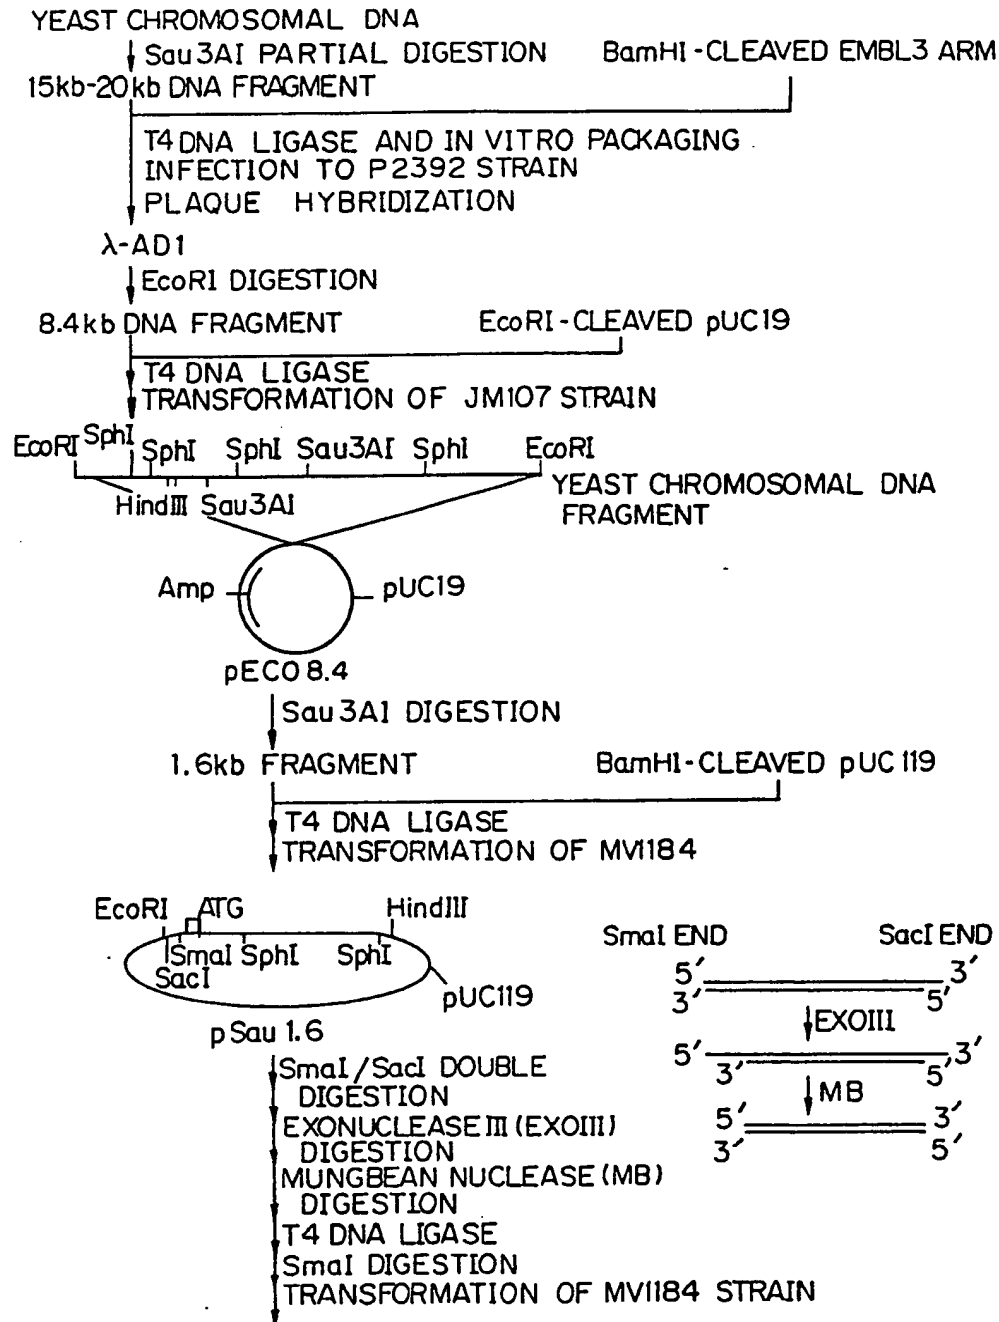 YEAST CHROMOSOMAL DNA
Sau3AI PARTIAL DIGESTION
BamHI-CLEAVED EMBL3 ARM
15kb-20kb DNA FRAGMENT
T4 DNA LIGASE AND IN VITRO PACKAGING
INFECTION TO P2392 STRAIN
PLAQUE HYBRIDIZATION
λ-AD1
EcoRI DIGESTION
8.4kb DNA FRAGMENT
EcoRI-CLEAVED pUC19
T4 DNA LIGASE
TRANSFORMATION OF JM107 STRAIN
EcoRI SphI SphI SphI Sau3AI SphI EcoRI
HindIII Sau3AI
YEAST CHROMOSOMAL DNA
FRAGMENT
Amp
pUC19
pECO 8.4
Sau3A1 DIGESTION
1.6kb FRAGMENT
BamH1-CLEAVED pUC119
T4 DNA LIGASE
TRANSFORMATION OF MV1184
EcoRI ATG HindIII
SmaI SphI SphI
SacI
pUC119
pSau 1.6
SmaI END SacI END
5′ 3′
3′ 5′
EXOIII
5′ 3′
3′ 5′
MB
5′ 3′
3′ 5′
SmaI/SacI DOUBLE
DIGESTION
EXONUCLEASE III (EXOIII)
DIGESTION
MUNGBEAN NUCLEASE (MB)
DIGESTION
T4 DNA LIGASE
SmaI DIGESTION
TRANSFORMATION OF MV1184 STRAIN